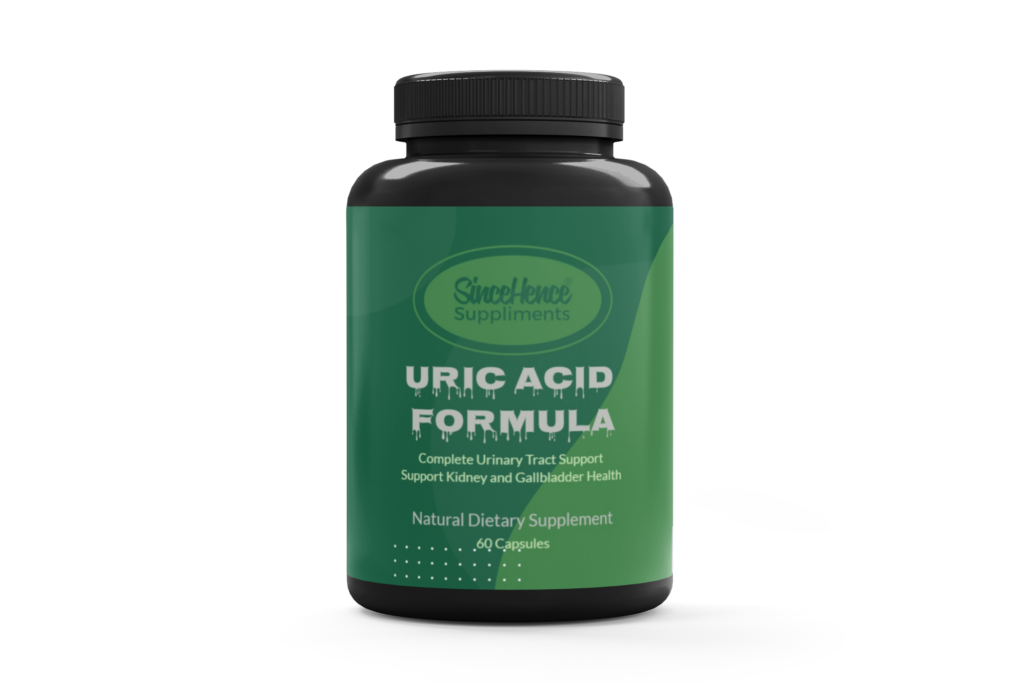 SinceHence®
Suppliments
URIC ACID
FORMULA
Complete Urinary Tract Support
Support Kidney and Gallbladder Health
Natural Dietary Supplement
60 Capsules